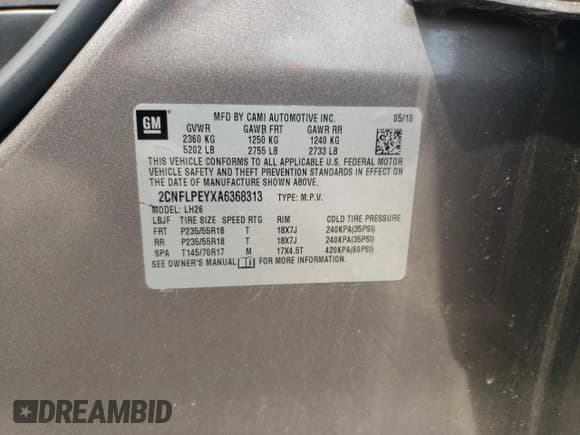 GM
MFD BY CAMI AUTOMOTIVE INC. 05/10
GVWR GAWR FRT GAWR RR
2360 KG 1250 KG 1240 KG
5202 LB 2755 LB 2733 LB
THIS VEHICLE CONFORMS TO ALL APPLICABLE U.S. FEDERAL MOTOR
VEHICLE SAFETY AND THEFT PREVENTION STANDARDS IN EFFECT ON
THE DATE OF MANUFACTURE SHOWN ABOVE.
2CNFLPEYXA6368313 TYPE: M.P.V.
MODEL: LH26
LBJF TIRE SIZE SPEED RTG RIM COLD TIRE PRESSURE
FRT P235/55R18 T 18X7J 240KPA(35PSI)
RR P235/55R18 T 18X7J 240KPA(35PSI)
SPA T145/70R17 M 17X4.5T 420KPA(60PSI)
SEE OWNER'S MANUAL FOR MORE INFORMATION.
DREAMBID